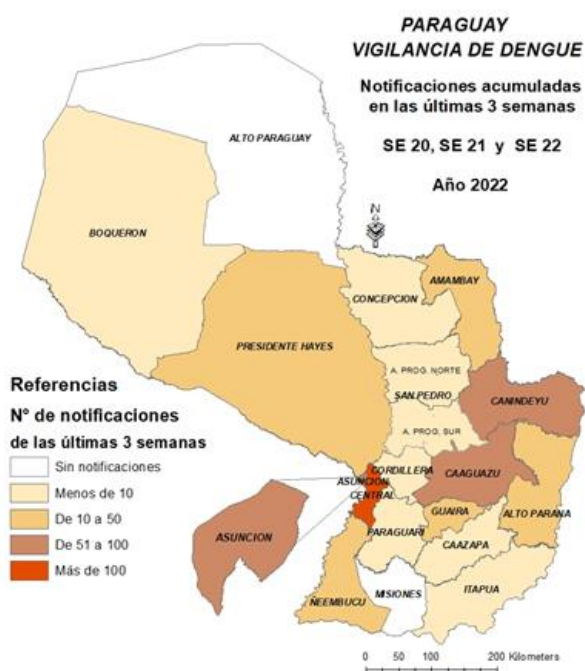 PARAGUAY
VIGILANCIA DE DENGUE
Notificaciones acumuladas
en las últimas 3 semanas
SE 20, SE 21 y SE 22
Año 2022
N
ALTO PARAGUAY
BOQUERON
CONCEPCION
AMAMBAY
PRESIDENTE HAYES
A. PROG. NORTE
SAN PEDRO
CANINDEYU
A. PROG. SUR
CORDILLERA
ASUNCION
CENTRAL
CAAGUAZU
GUAIRA
ALTO PARANA
PARAGUARI
CAAZAPA
ÑEEMBUCU
MISIONES
ITAPUA
ASUNCION
Referencias
N° de notificaciones
de las últimas 3 semanas
Sin notificaciones
Menos de 10
De 10 a 50
De 51 a 100
Más de 100
0 50 100 200 Kilometers